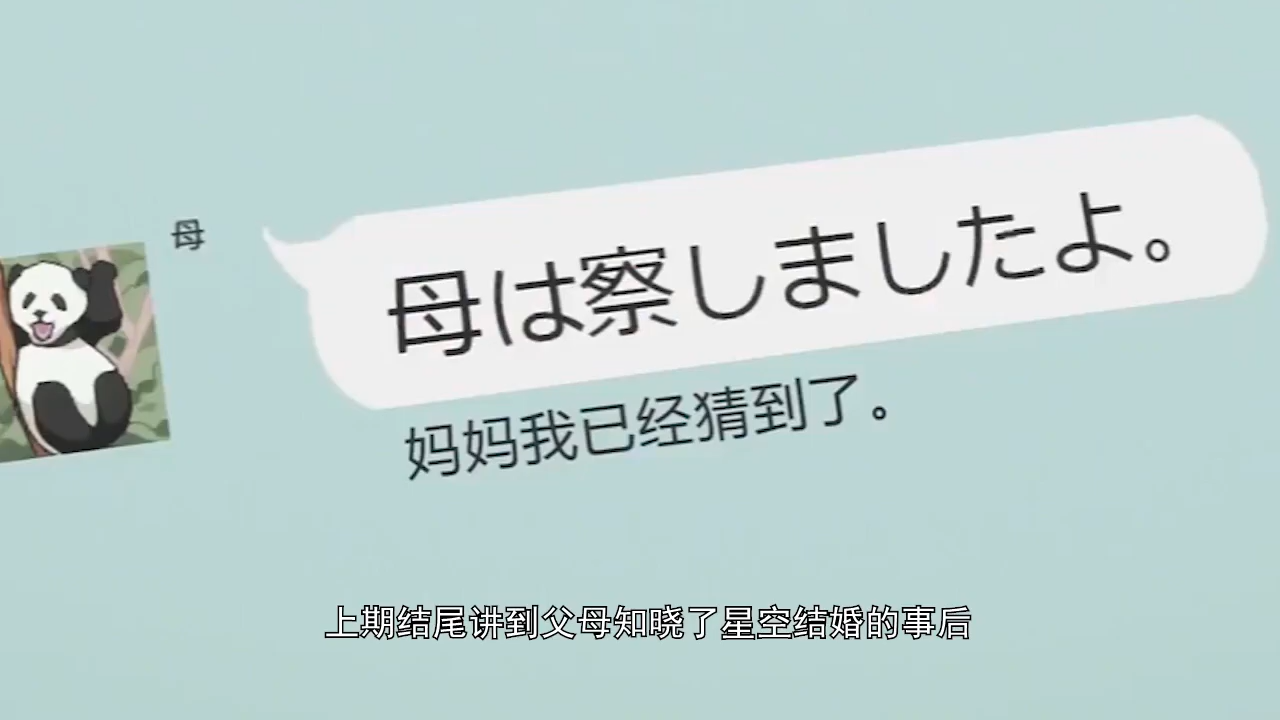 母
母は察しましたよ。
妈妈我已经猜到了。
上期结尾讲到父母知晓了星空结婚的事后